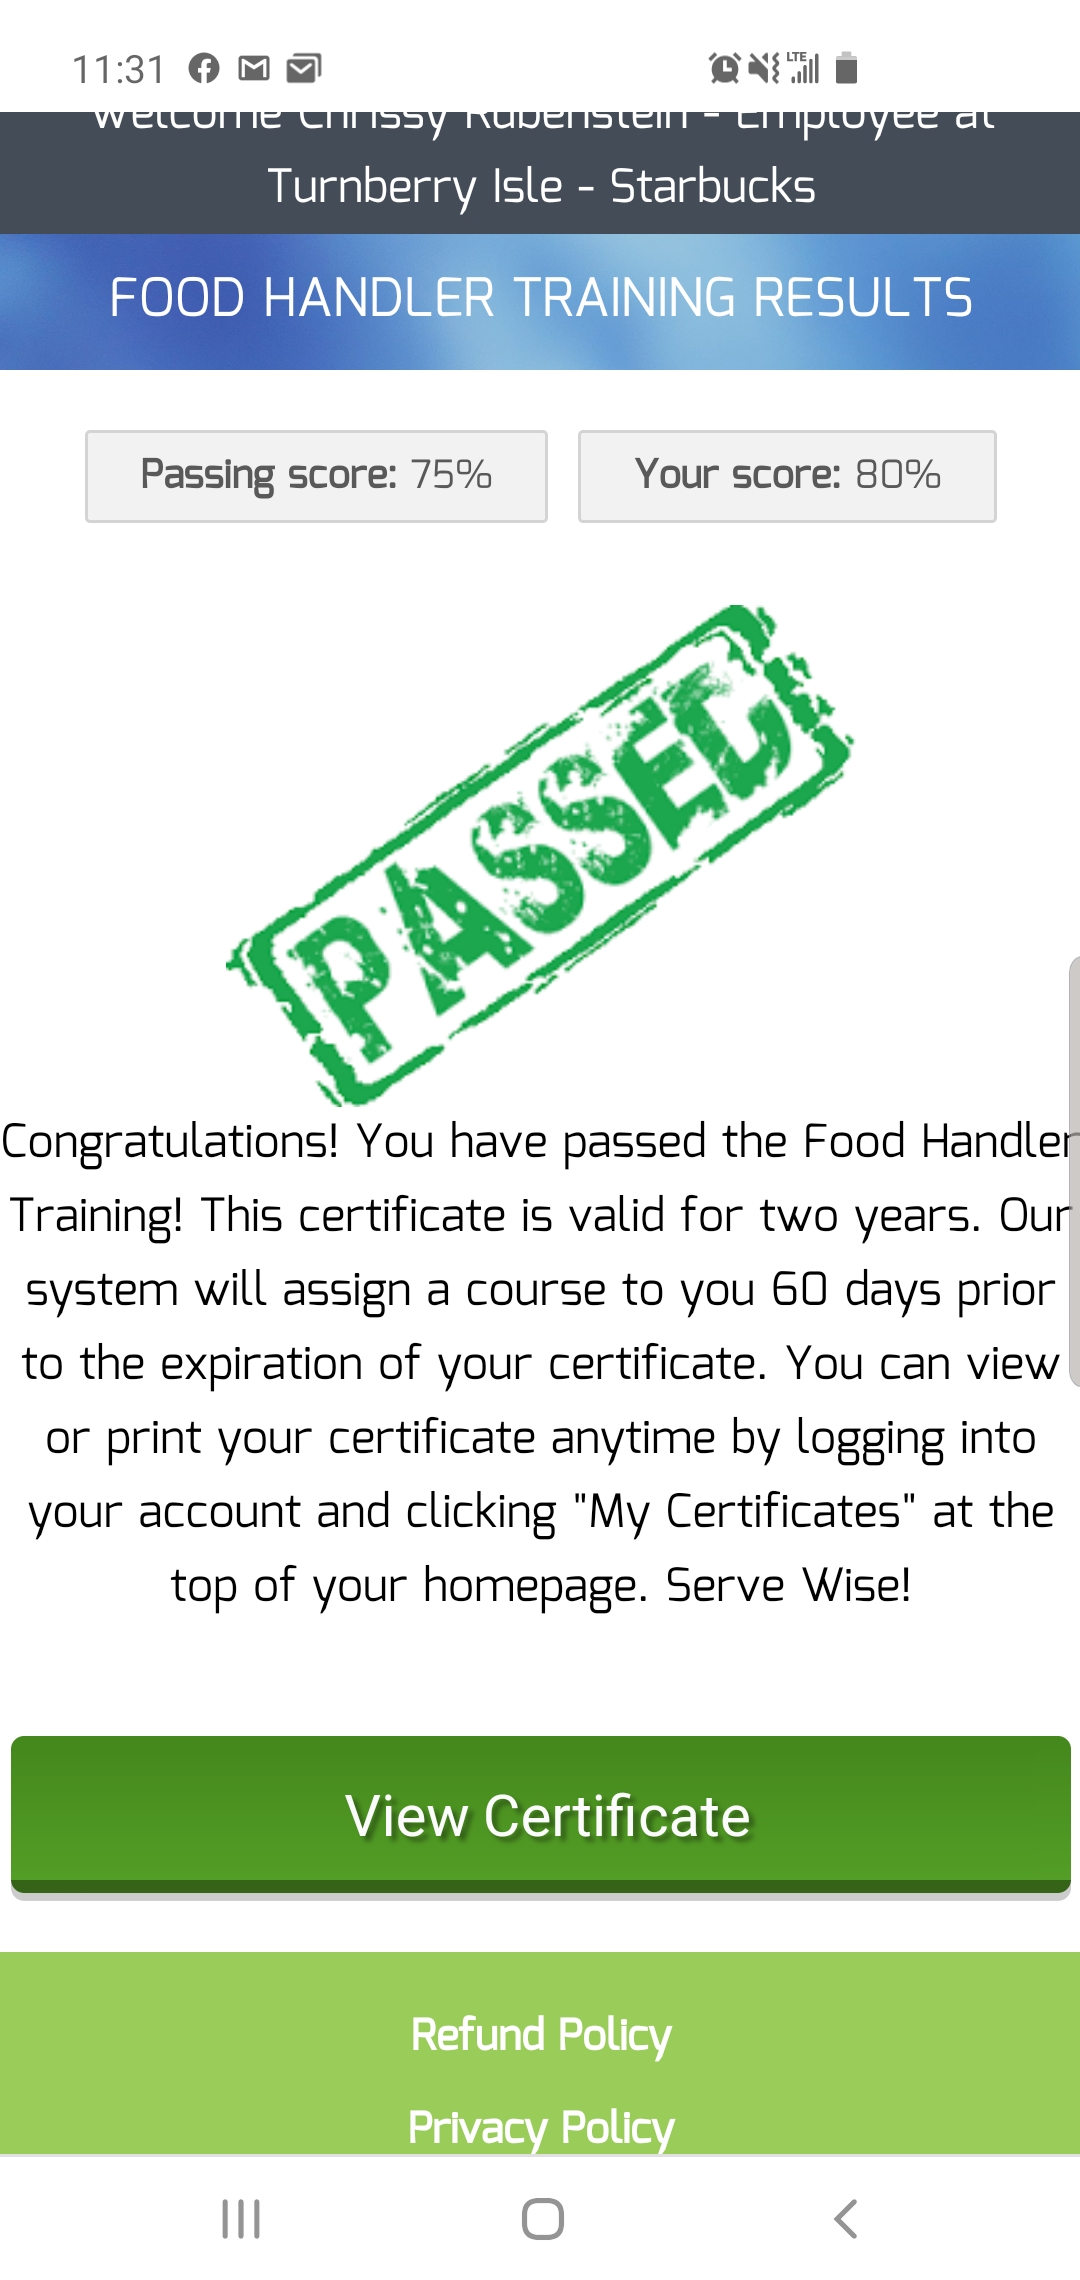 11:31
LTE
Welcome Chrissy Rubenstein - Employee at
Turnberry Isle - Starbucks
FOOD HANDLER TRAINING RESULTS
Passing score: 75%
Your score: 80%
PASSED
Congratulations! You have passed the Food Handler
Training! This certificate is valid for two years. Our
system will assign a course to you 60 days prior
to the expiration of your certificate. You can view
or print your certificate anytime by logging into
your account and clicking "My Certificates" at the
top of your homepage. Serve Wise!
View Certificate
Refund Policy
Privacy Policy